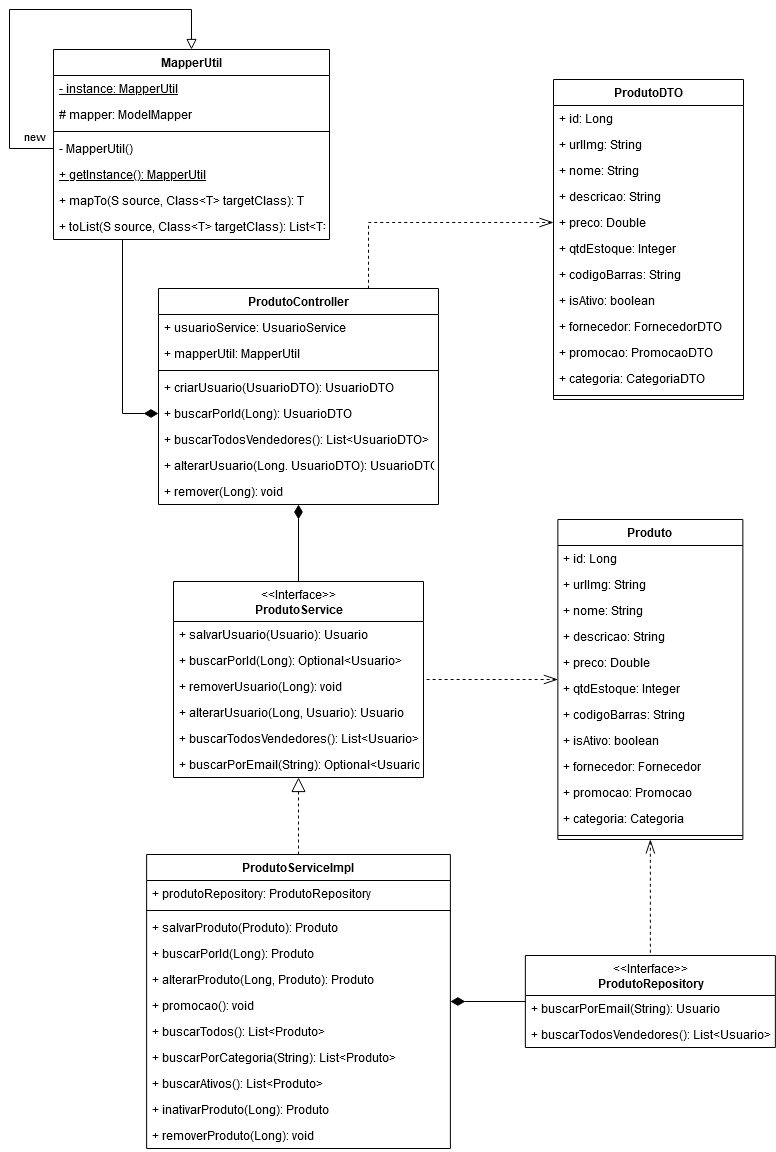 MapperUtil
- instance: MapperUtil
# mapper: ModelMapper
new
- MapperUtil()
+ getInstance(): MapperUtil
+ mapTo(S source, Class<T> targetClass): T
+ toList(S source, Class<T> targetClass): List<T>
ProdutoDTO
+ id: Long
+ urlImg: String
+ nome: String
+ descricao: String
+ preco: Double
+ qtdEstoque: Integer
+ codigoBarras: String
+ isAtivo: boolean
+ fornecedor: FornecedorDTO
+ promocao: PromocaoDTO
+ categoria: CategoriaDTO
ProdutoController
+ usuarioService: UsuarioService
+ mapperUtil: MapperUtil
+ criarUsuario(UsuarioDTO): UsuarioDTO
+ buscarPorId(Long): UsuarioDTO
+ buscarTodosVendedores(): List<UsuarioDTO>
+ alterarUsuario(Long. UsuarioDTO): UsuarioDT(
+ remover(Long): void
<<Interface>>
ProdutoService
+ salvarUsuario(Usuario): Usuario
+ buscarPorId(Long): Optional<Usuario>
+ removerUsuario(Long): void
+ alterarUsuario(Long, Usuario): Usuario
+ buscarTodosVendedores(): List<Usuario>
+ buscarPorEmail(String): Optional<Usuario
Produto
+ id: Long
+ urlImg: String
+ nome: String
+ descricao: String
+ preco: Double
+ qtdEstoque: Integer
+ codigoBarras: String
+ isAtivo: boolean
+ fornecedor: Fornecedor
+ promocao: Promocao
+ categoria: Categoria
ProdutoServiceImpl
+ produtoRepository: ProdutoRepository
+ salvarProduto(Produto): Produto
+ buscarPorId(Long): Produto
+ alterarProduto(Long, Produto): Produto
+ promocao(): void
+ buscarTodos(): List<Produto>
+ buscarPorCategoria(String): List<Produto>
+ buscarAtivos(): List<Produto>
+ inativarProduto(Long): Produto
+ removerProduto(Long): void
<<Interface>>
ProdutoRepository
+ buscarPorEmail(String): Usuario
+ buscarTodosVendedores(): List<Usuario>